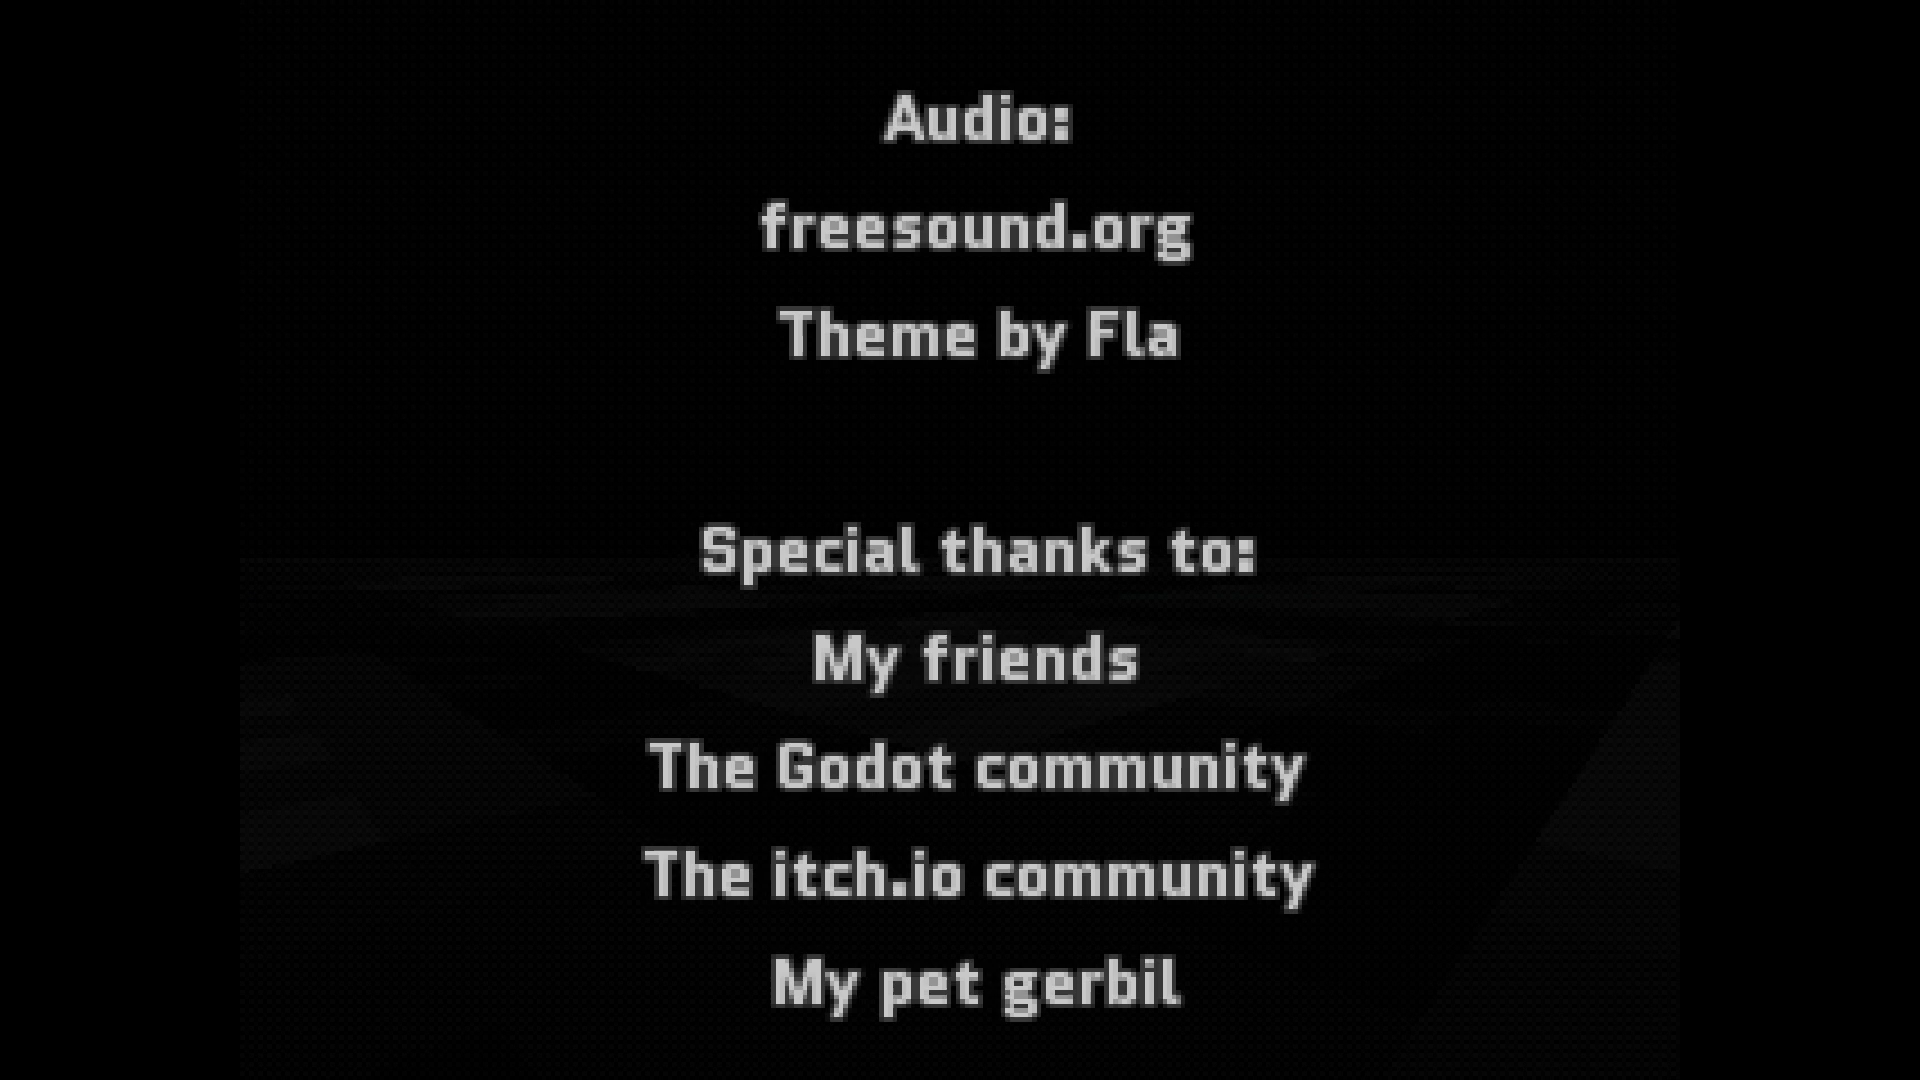 Audio:
freesound.org
Theme by Fla
Special thanks to:
My friends
The Godot community
The itch.io community
My pet gerbil